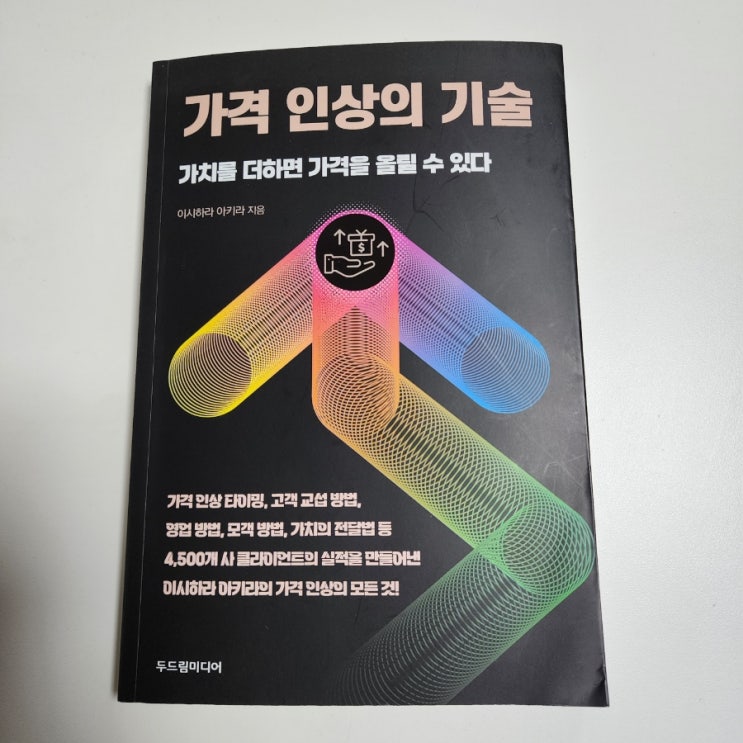 가격 인상의 기술
가치를 더하면 가격을 올릴 수 있다
이시하라 아키라 지음
$
가격 인상 타이밍, 고객 교섭 방법,
영업 방법, 모객 방법, 가치의 전달법 등
4,500개 사 클라이언트의 실적을 만들어낸
이시하라 아키라의 가격 인상의 모든 것!
두드림미디어